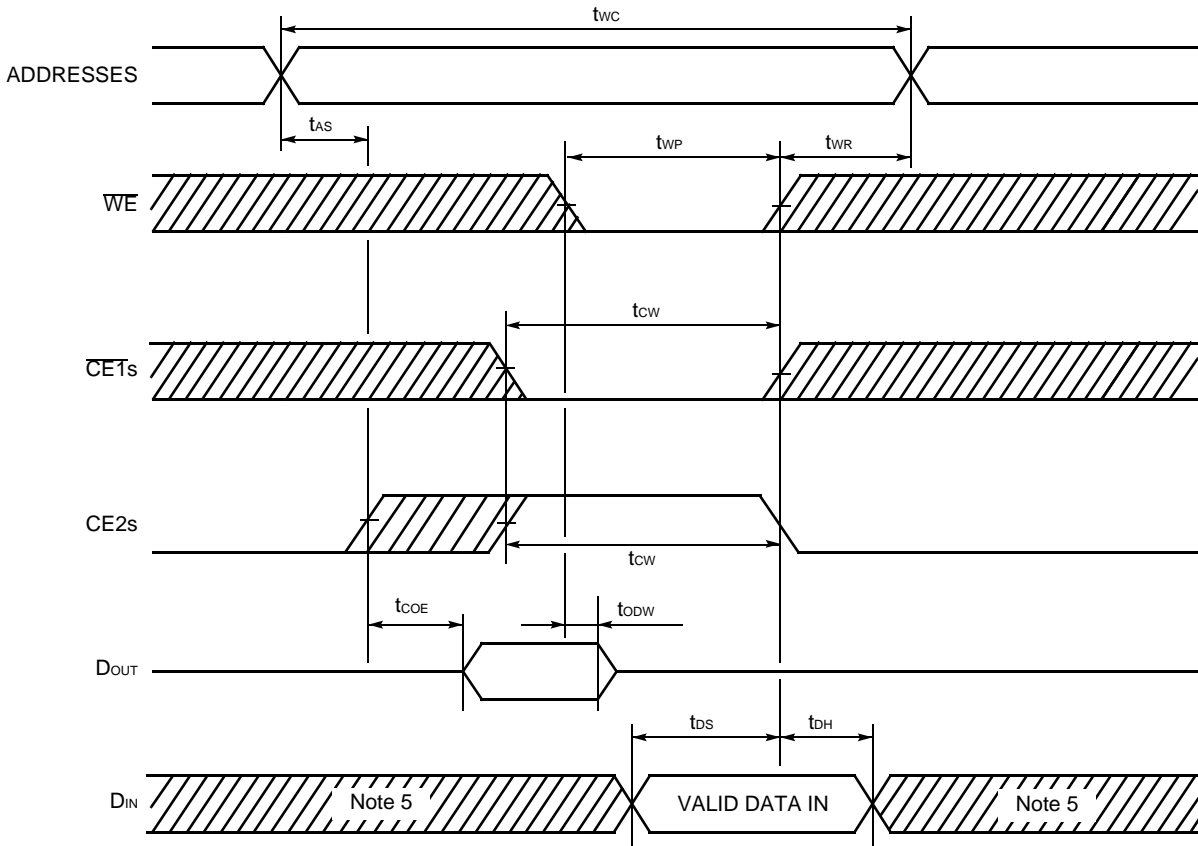 tWC
ADDRESSES
tAS
tWP
tWR
WE
tCW
CE1s
CE2s
tCW
tCOE
tODW
DOUT
tDS
tDH
DIN
Note 5
VALID DATA IN
Note 5